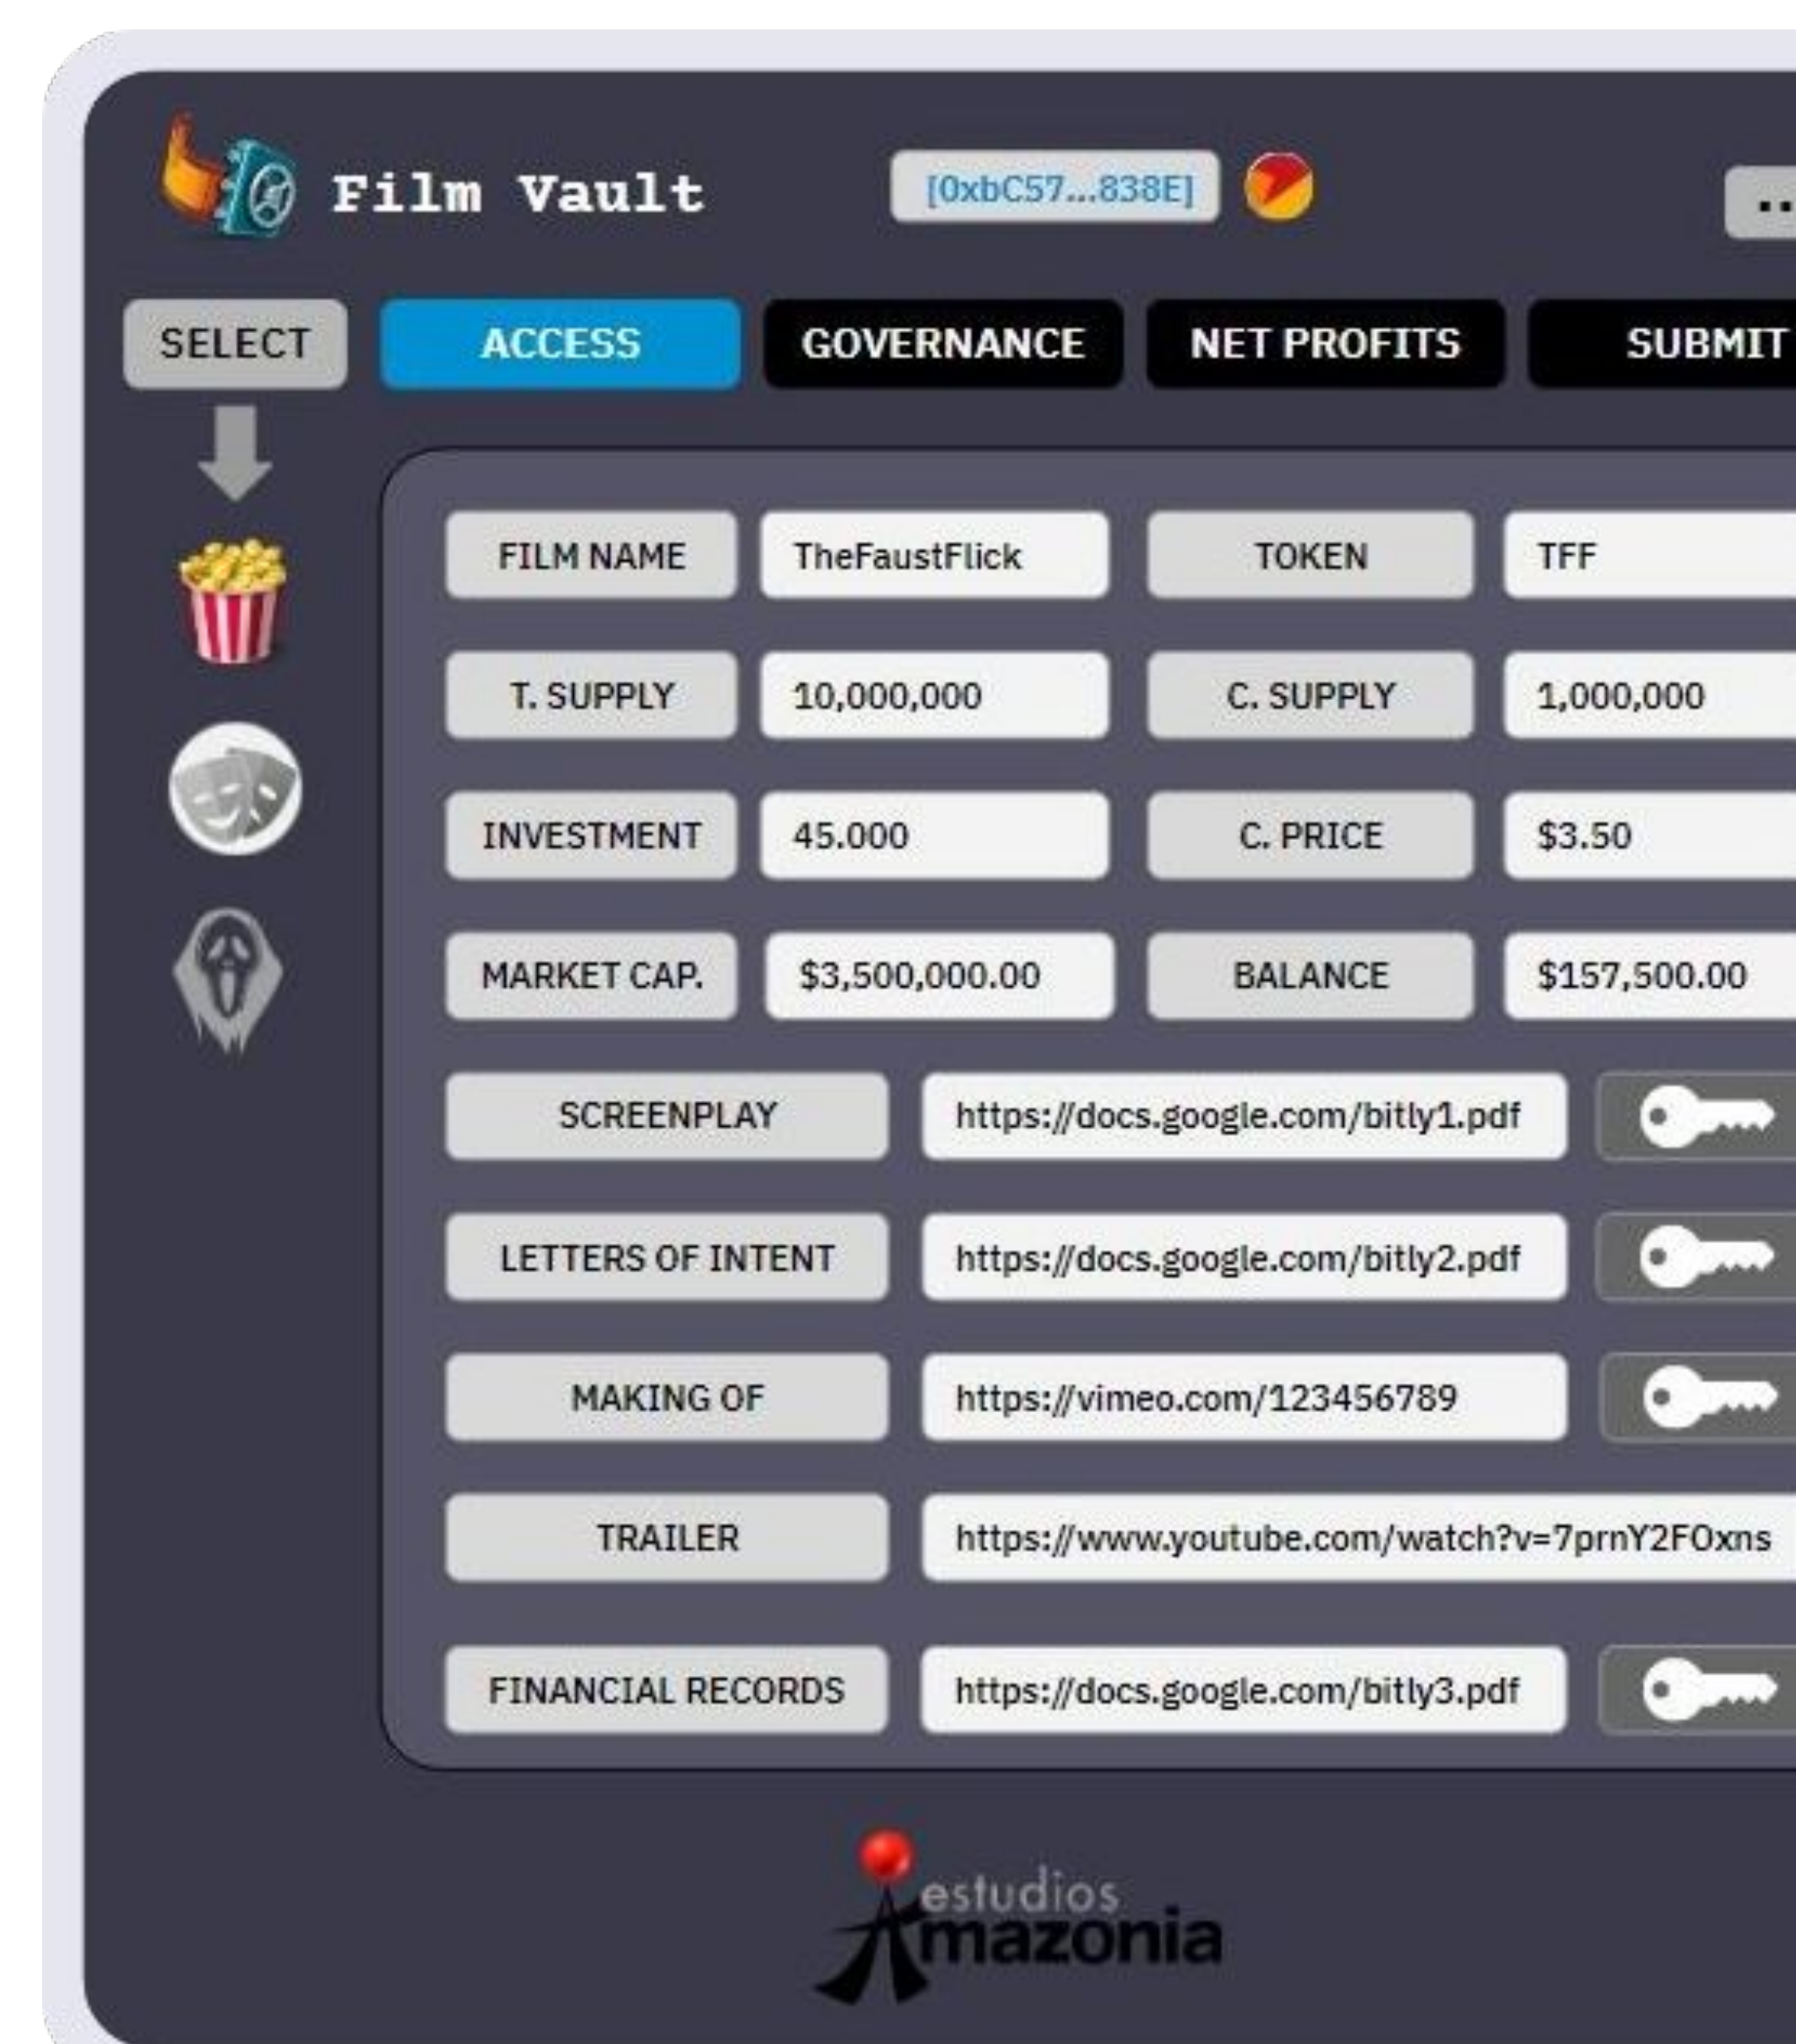 Film Vault [0xbC57...838E] ..
SELECT ACCESS GOVERNANCE NET PROFITS SUBMIT
FILM NAME TheFaustFlick TOKEN TFF
T. SUPPLY 10,000,000 C. SUPPLY 1,000,000
INVESTMENT 45.000 C. PRICE $3.50
MARKET CAP. $3,500,000.00 BALANCE $157,500.00
SCREENPLAY https://docs.google.com/bitly1.pdf
LETTERS OF INTENT https://docs.google.com/bitly2.pdf
MAKING OF https://vimeo.com/123456789
TRAILER https://www.youtube.com/watch?v=7prnY2FOxns
FINANCIAL RECORDS https://docs.google.com/bitly3.pdf
estudios
Amazonia